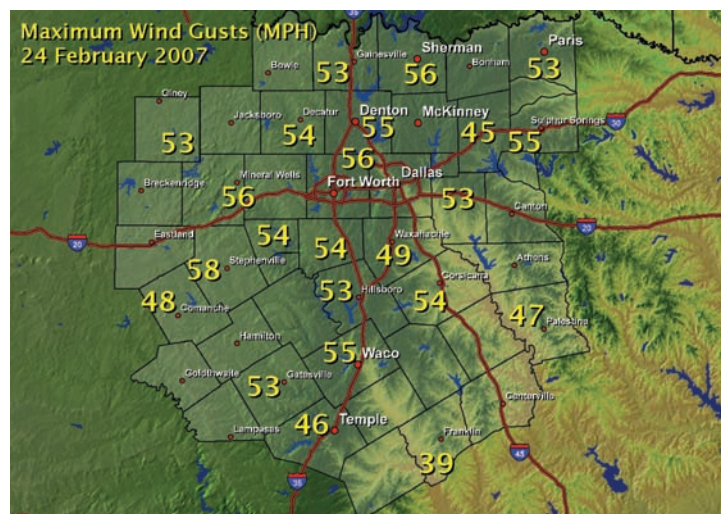 Maximum Wind Gusts (MPH)
24 February 2007
35
Gainesville
Sherman
Paris
Bowie
53
56
Bonham
53
Olney
Jacksboro
Decatur
Denton
McKinney
Sulphur Springs
30
53
54
55
45
55
56
Dallas
Breckenridge
Mineral Wells
Fort Worth
56
53
Canton
20
Eastland
54
54
Waxahachie
20
58
Stephenville
49
Athens
48
Comanche
53
Hillsboro
Corsicana
54
47
Palestine
Hamilton
55
Waco
Goldthwaite
53
Gatesville
Centerville
46
Temple
Lampasas
Franklin
39
45
35